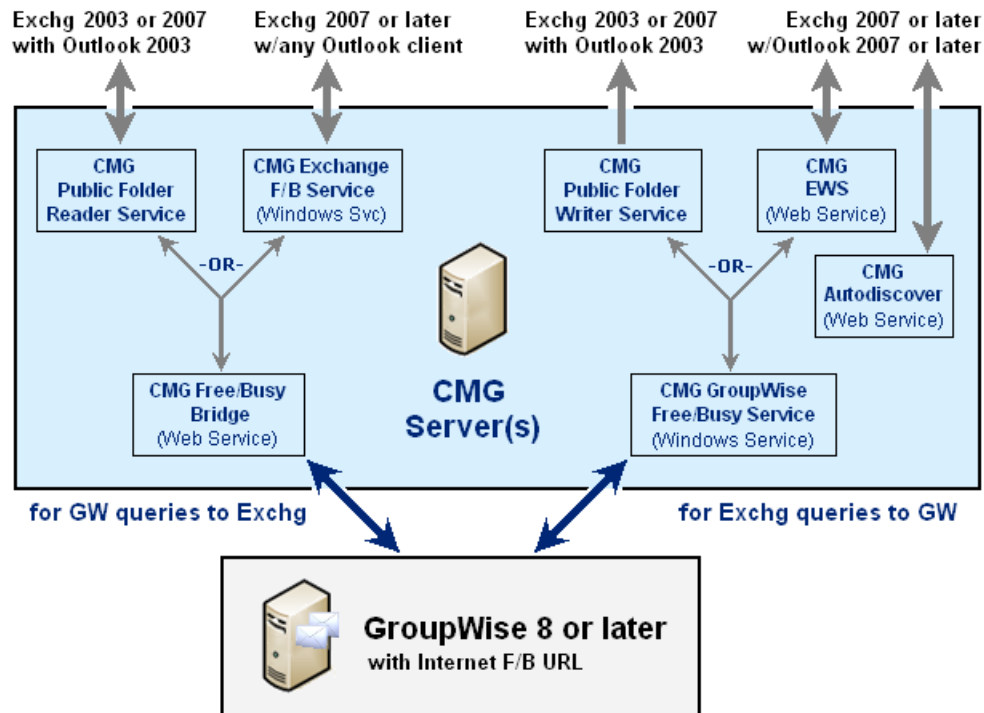 Exchg 2003 or 2007
with Outlook 2003
Exchg 2007 or later
w/any Outlook client
Exchg 2003 or 2007
with Outlook 2003
Exchg 2007 or later
w/Outlook 2007 or later
CMG
Public Folder
Reader Service
CMG Exchange
F/B Service
(Windows Svc)
CMG
Public Folder
Writer Service
CMG
EWS
(Web Service)
-OR-
-OR-
CMG
Autodiscover
(Web Service)
CMG
Server(s)
CMG Free/Busy
Bridge
(Web Service)
CMG GroupWise
Free/Busy Service
(Windows Service)
for GW queries to Exchg
for Exchg queries to GW
GroupWise 8 or later
with Internet F/B URL